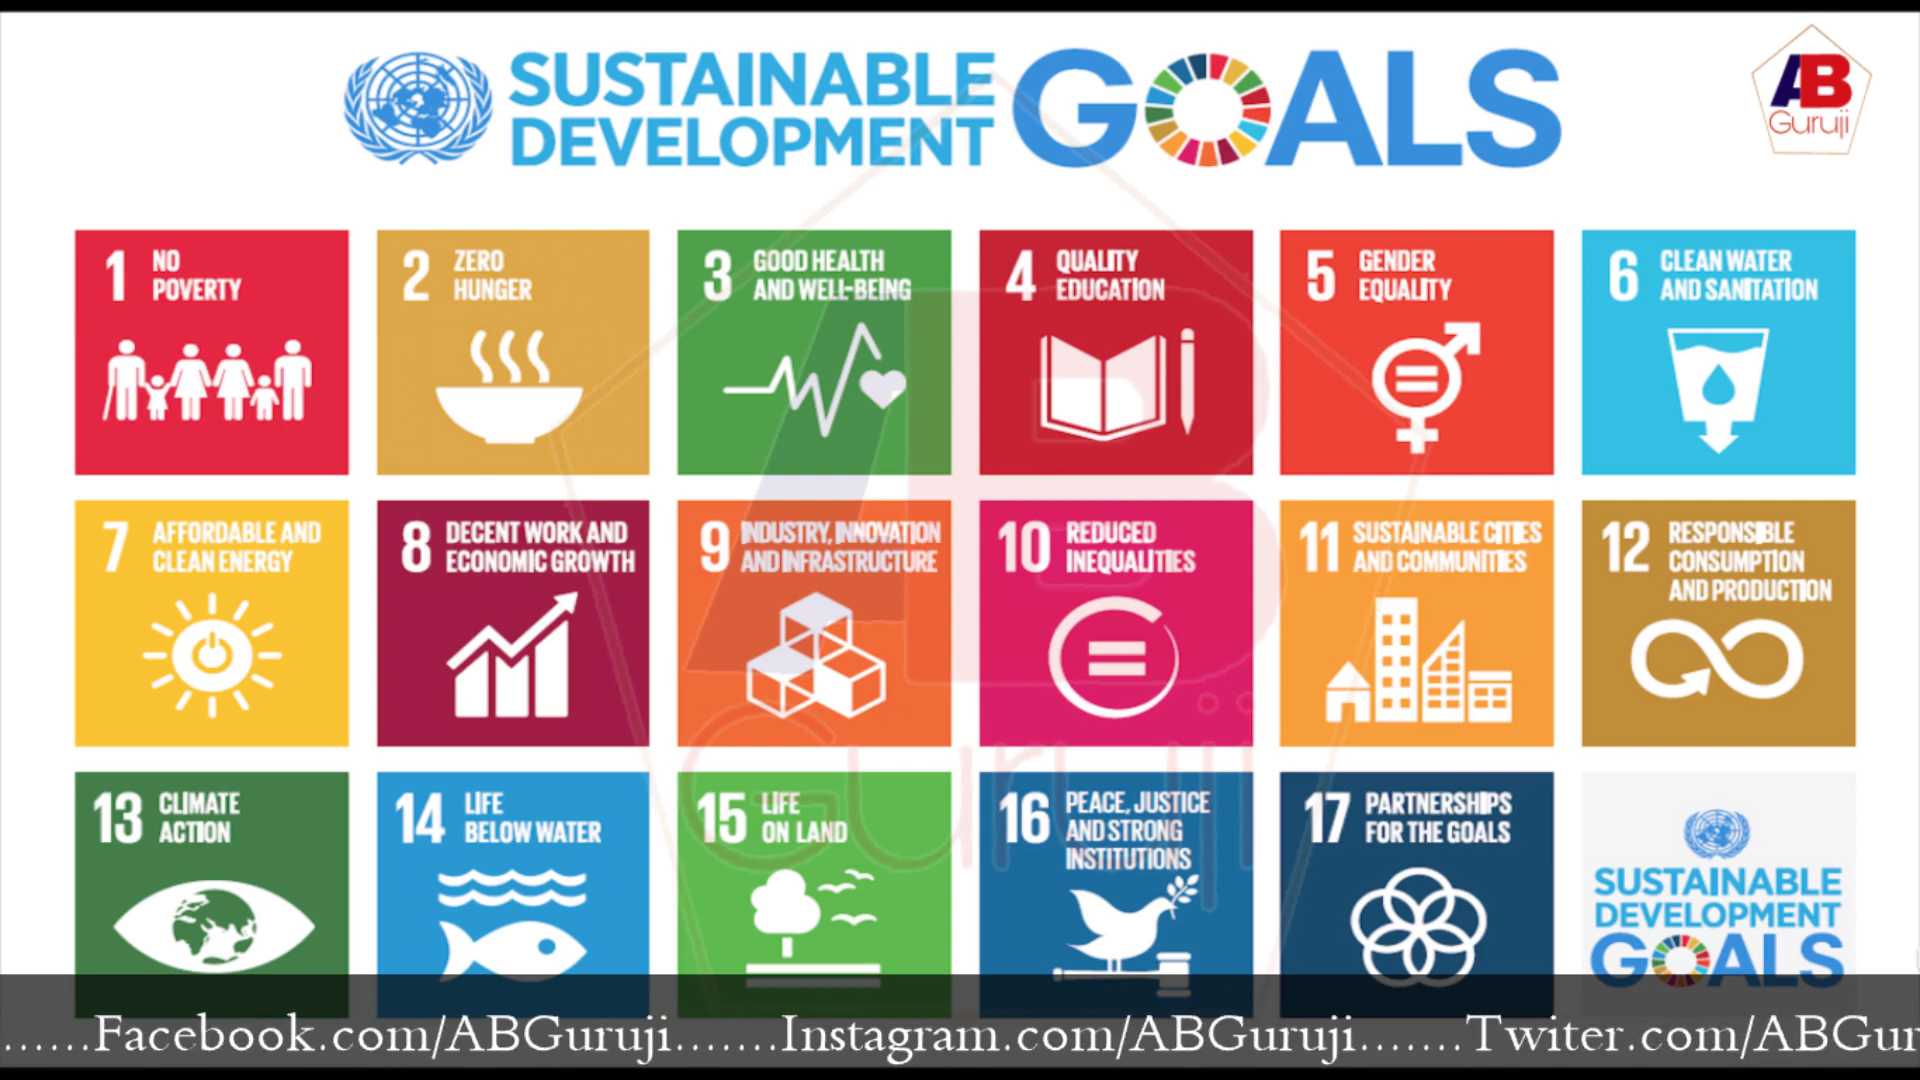 SUSTAINABLE
DEVELOPMENT
GOALS
AB
Guruji
1 NO
POVERTY
2 ZERO
HUNGER
3 GOOD HEALTH
AND WELL-BEING
4 QUALITY
EDUCATION
5 GENDER
EQUALITY
6 CLEAN WATER
AND SANITATION
7 AFFORDABLE AND
CLEAN ENERGY
8 DECENT WORK AND
ECONOMIC GROWTH
9 INDUSTRY, INNOVATION
AND INFRASTRUCTURE
10 REDUCED
INEQUALITIES
11 SUSTAINABLE CITIES
AND COMMUNITIES
12 RESPONSIBLE
CONSUMPTION
AND PRODUCTION
13 CLIMATE
ACTION
14 LIFE
BELOW WATER
15 LIFE
ON LAND
16 PEACE, JUSTICE
AND STRONG
INSTITUTIONS
17 PARTNERSHIPS
FOR THE GOALS
SUSTAINABLE
DEVELOPMENT
GOALS
AB
Guruji
......Facebook.com/ABGuruji.......Instagram.com/ABGuruji.......Twiter.com/ABGur